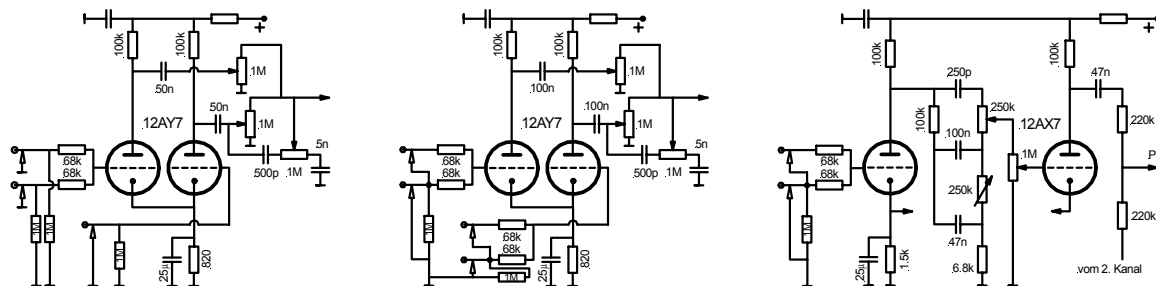 +
.100k
.100k
.1M
.50n
.50n
.12AY7
.1M
.5n
.68k
.68k
.500p
.1M
.1M
.1M
.1M
.25µ
.820
+
.100k
.100k
.1M
.100n
.100n
.12AY7
.1M
.5n
.68k
.68k
.500p
.1M
.1M
.68k
.68k
.1M
.25µ
.820
+
.100k
.100k
.250p
.47n
.250k
.12AX7
.220k
.100k
.100n
.1M
.P
.68k
.68k
.250k
.1M
.220k
.47n
.25µ
.1.5k
.6.8k
.vom 2. Kanal